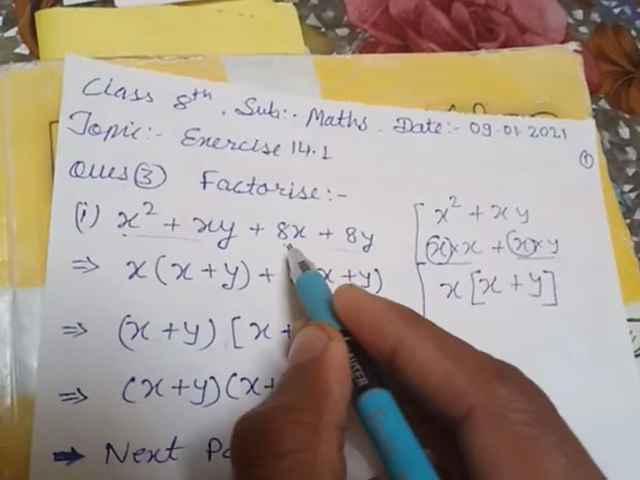 Class 8th. Sub:- Maths. Date:- 09.01.2021
Topic:- Exercise 14.1
①
Ques ③ Factorise:-
(i) x² + xy + 8x + 8y
⇒ x(x+y) + x+y)
⇒ (x+y) [x+
⇒ (x+y)(x+
→ Next
x² + xy
(x)×x + (x)×y
x[x+y]